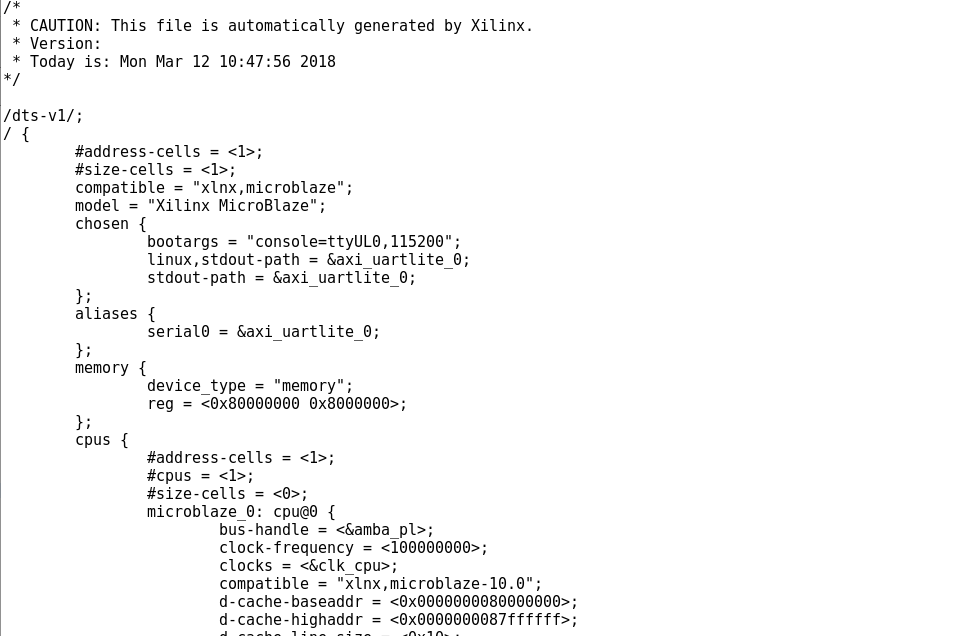 /*
 * CAUTION: This file is automatically generated by Xilinx.
 * Version:
 * Today is: Mon Mar 12 10:47:56 2018
*/

/dts-v1/;
/ {
	#address-cells = <1>;
	#size-cells = <1>;
	compatible = "xlnx,microblaze";
	model = "Xilinx MicroBlaze";
	chosen {
		bootargs = "console=ttyUL0,115200";
		linux,stdout-path = &axi_uartlite_0;
		stdout-path = &axi_uartlite_0;
	};
	aliases {
		serial0 = &axi_uartlite_0;
	};
	memory {
		device_type = "memory";
		reg = <0x80000000 0x8000000>;
	};
	cpus {
		#address-cells = <1>;
		#cpus = <1>;
		#size-cells = <0>;
		microblaze_0: cpu@0 {
			bus-handle = <&amba_pl>;
			clock-frequency = <100000000>;
			clocks = <&clk_cpu>;
			compatible = "xlnx,microblaze-10.0";
			d-cache-baseaddr = <0x0000000080000000>;
			d-cache-highaddr = <0x0000000087ffffff>;
			d-cache-line-size = <0x10>;